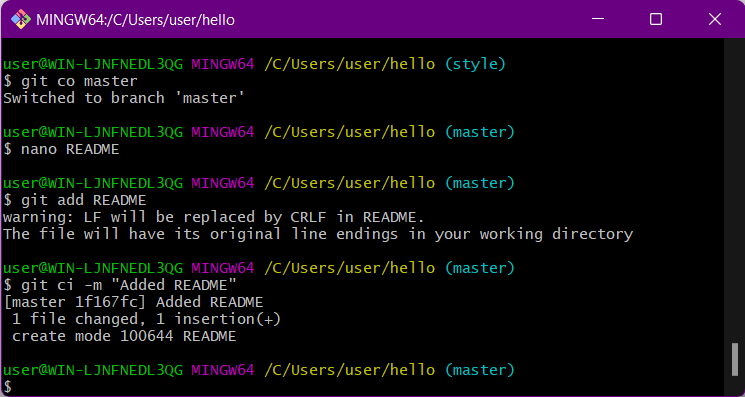 MINGW64:/C/Users/user/hello
user@WIN-LJNFNEDL3QG MINGW64 /C/Users/user/hello (style)
$ git co master
Switched to branch 'master'
user@WIN-LJNFNEDL3QG MINGW64 /C/Users/user/hello (master)
$ nano README
user@WIN-LJNFNEDL3QG MINGW64 /C/Users/user/hello (master)
$ git add README
warning: LF will be replaced by CRLF in README.
The file will have its original line endings in your working directory
user@WIN-LJNFNEDL3QG MINGW64 /C/Users/user/hello (master)
$ git ci -m "Added README"
[master 1f167fc] Added README
 1 file changed, 1 insertion(+)
 create mode 100644 README
user@WIN-LJNFNEDL3QG MINGW64 /C/Users/user/hello (master)
$